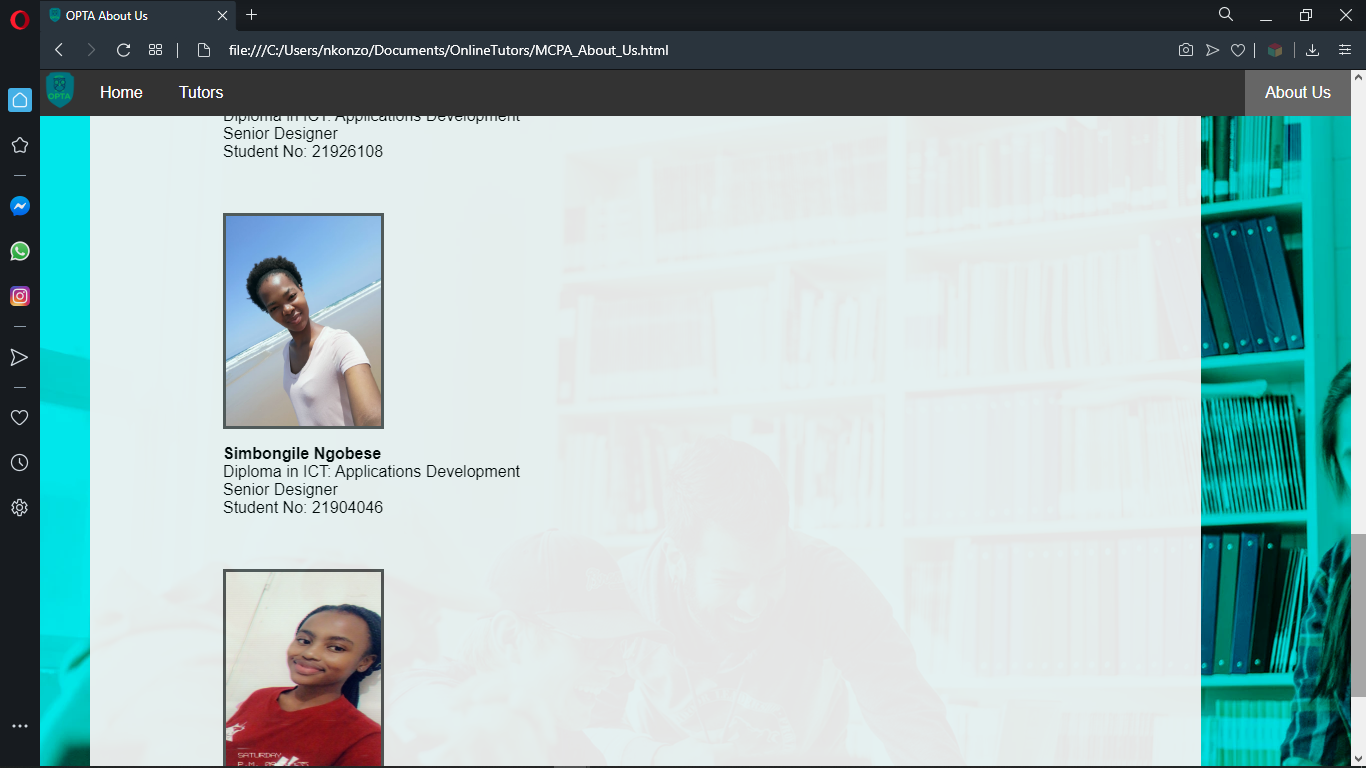 OPTA About Us
file:///C:/Users/nkonzo/Documents/OnlineTutors/MCPA_About_Us.html
OPTA
Home
Tutors
About Us
Diploma in ICT: Applications Development
Senior Designer
Student No: 21926108
Simbongile Ngobese
Diploma in ICT: Applications Development
Senior Designer
Student No: 21904046
SATURDAY